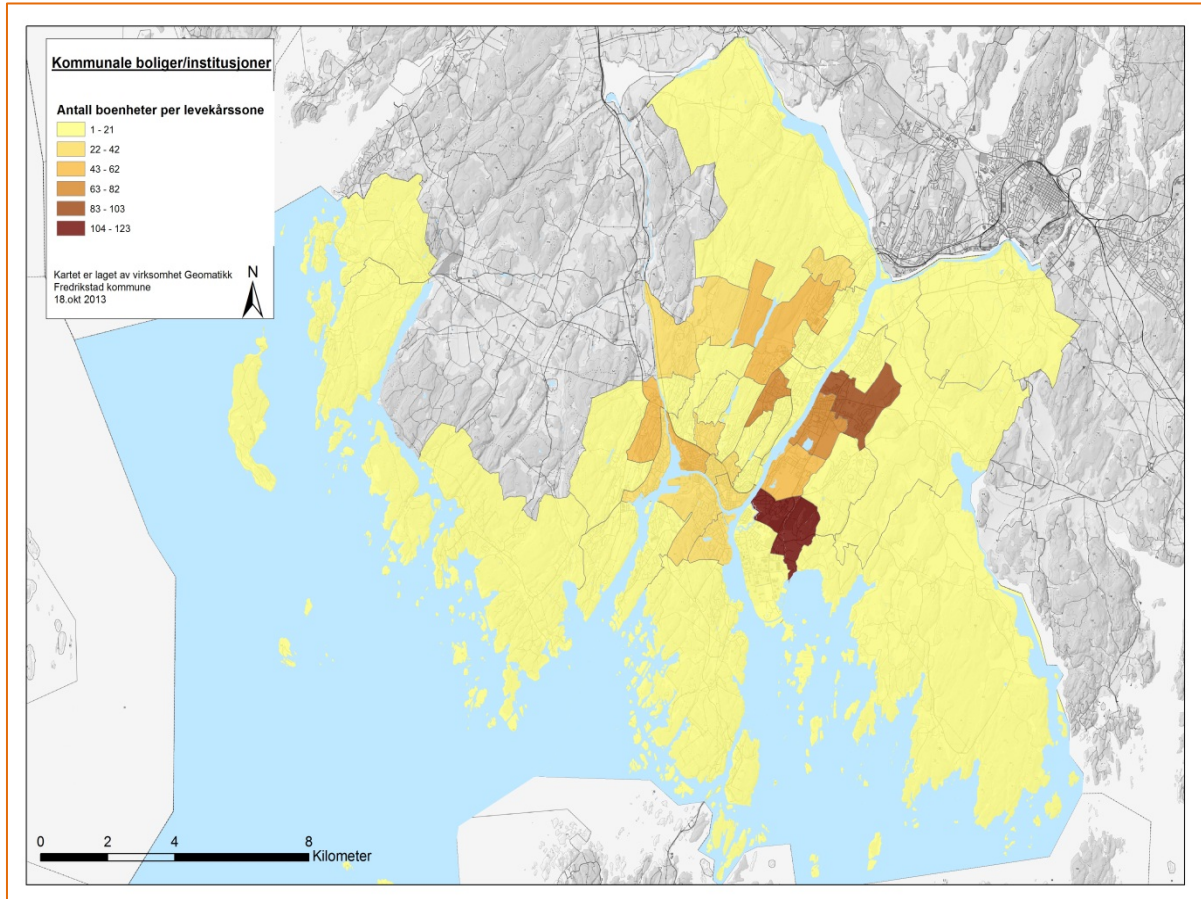 Kommunale boliger/institusjoner
Antall boenheter per levekårssone
1 - 21
22 - 42
43 - 62
63 - 82
83 - 103
104 - 123
Kartet er laget av virksomhet Geomatikk
Fredrikstad kommune
18.okt 2013
N
0 2 4 8
Kilometer